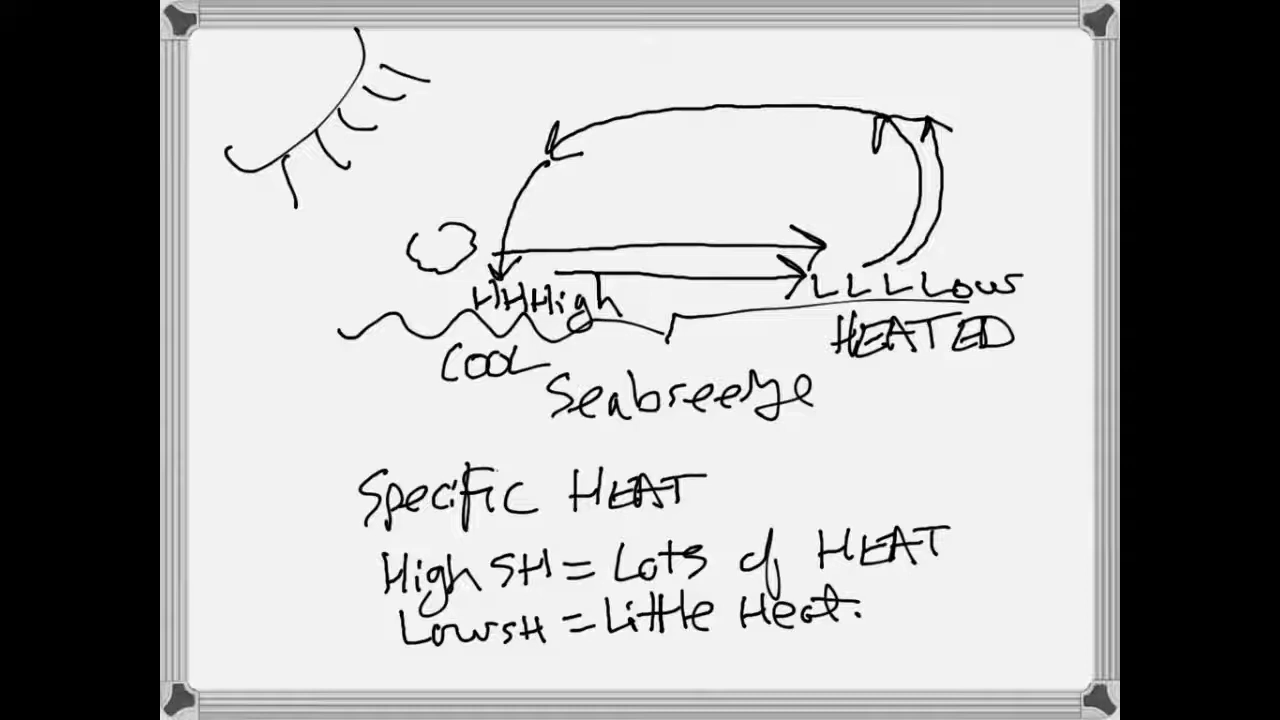 HHHigh
LLLLow
COOL
HEATED
Seabreeze
Specific HEAT
High SH = Lots of HEAT
Low SH = Little Heat.